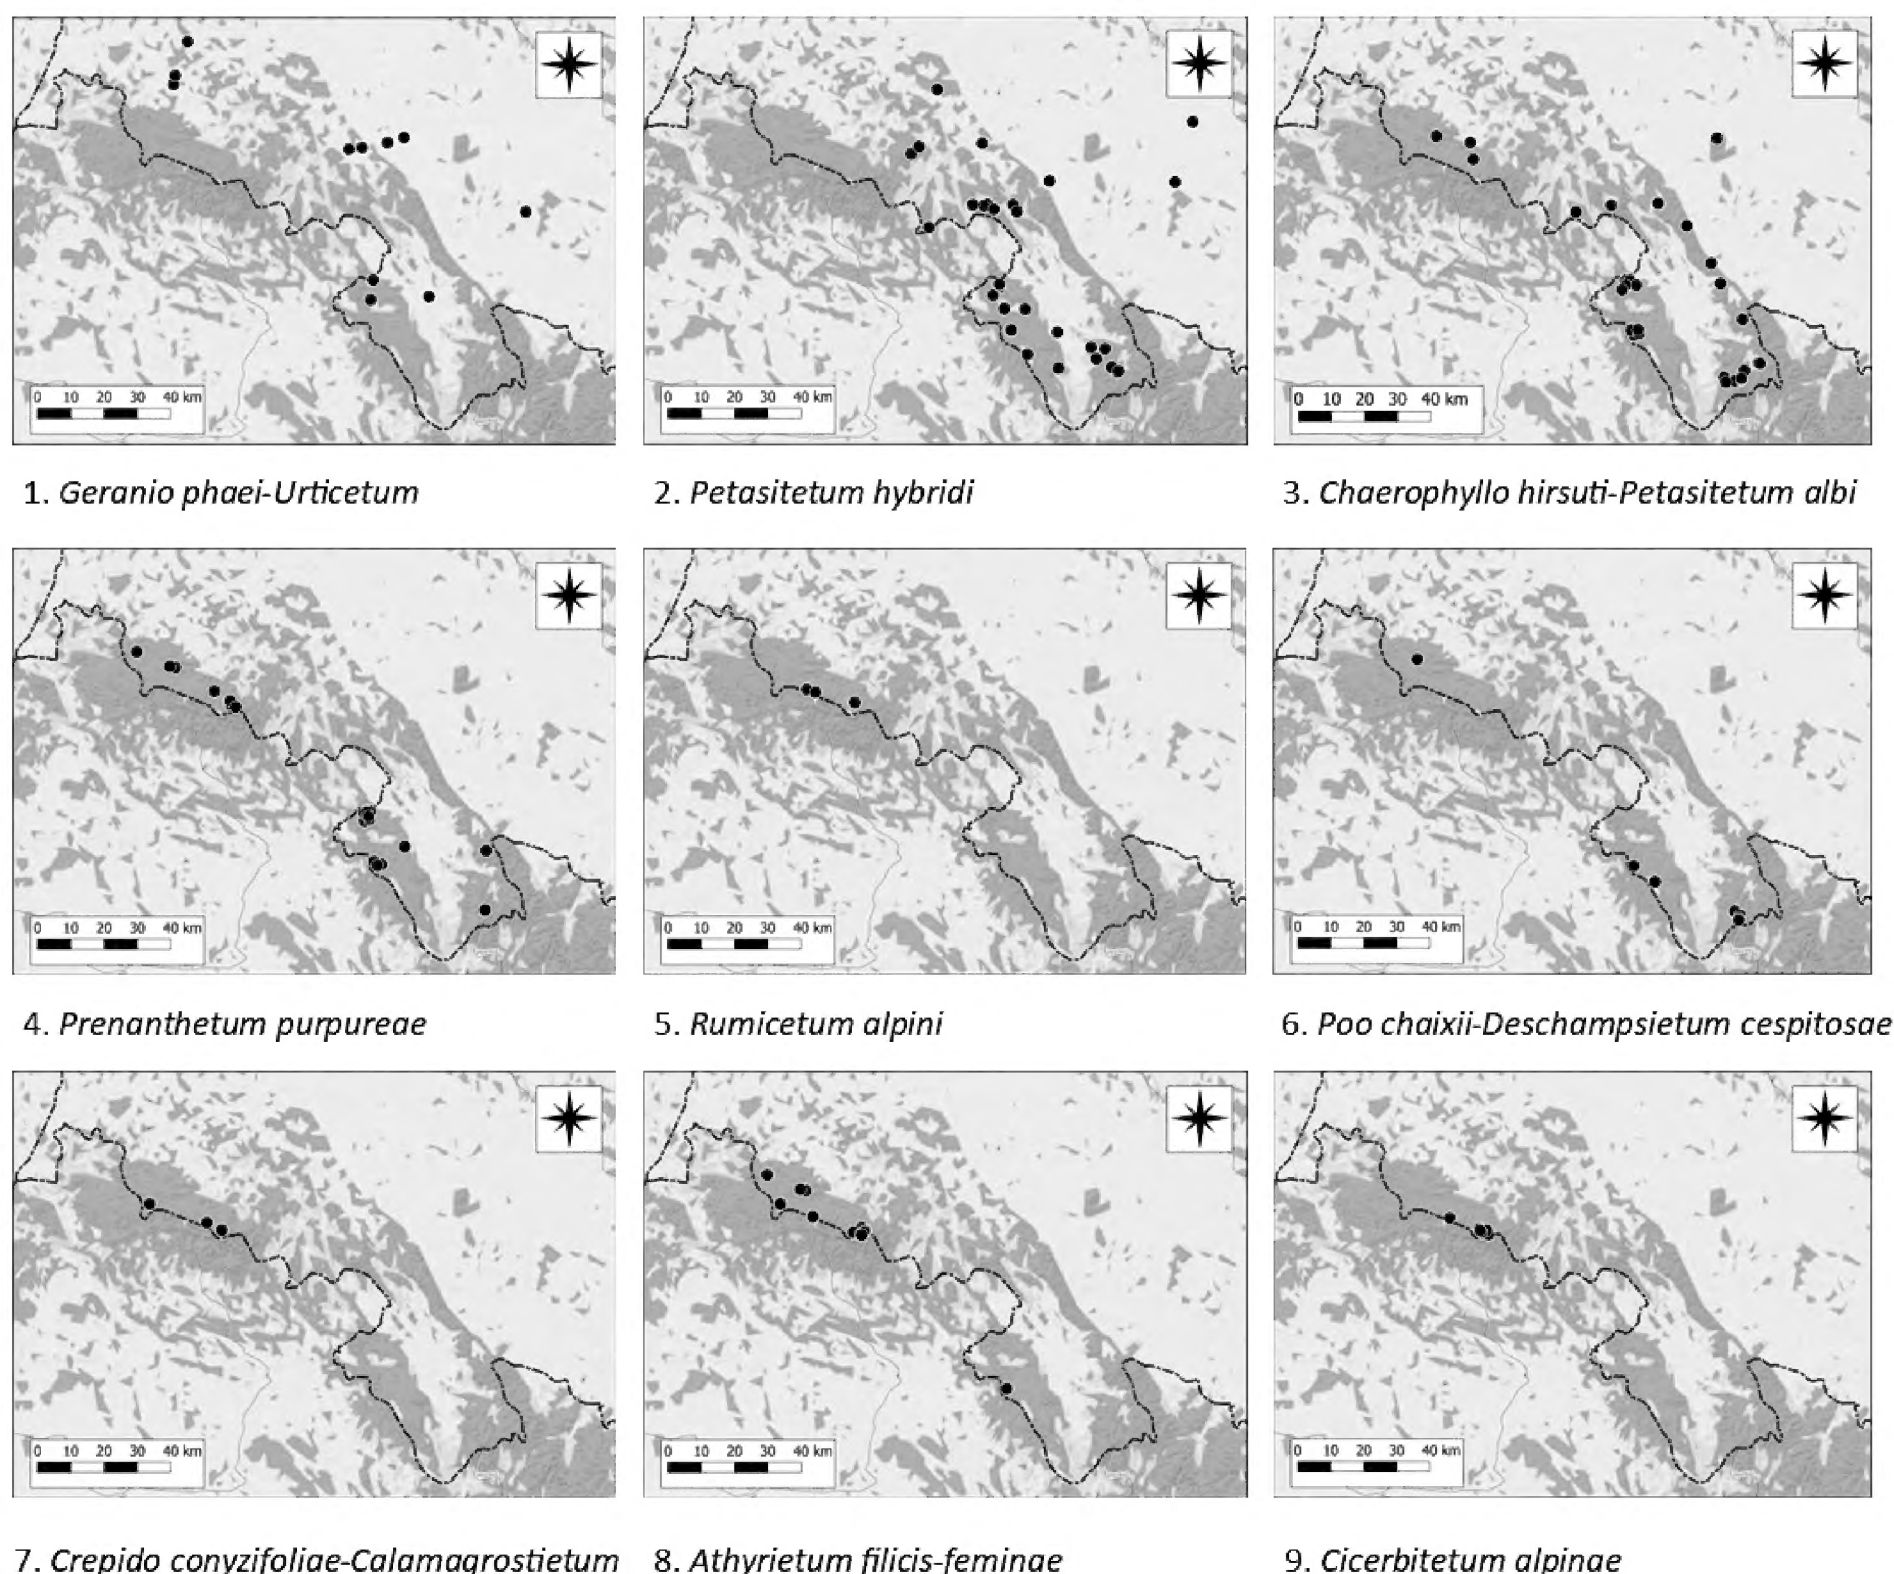 0 10 20 30 40 km
0 10 20 30 40 km
0 10 20 30 40 km
1. Geranio phaei-Urticetum
2. Petasitetum hybridi
3. Chaerophyllo hirsuti-Petasitetum albi
0 10 20 30 40 km
0 10 20 30 40 km
0 10 20 30 40 km
4. Prenanthetum purpureae
5. Rumicetum alpini
6. Poo chaixii-Deschampsietum cespitosae
0 10 20 30 40 km
0 10 20 30 40 km
0 10 20 30 40 km
7. Crepido conyzifoliae-Calamagrostietum
8. Athyrietum filicis-feminae
9. Cicerbitetum alpinae